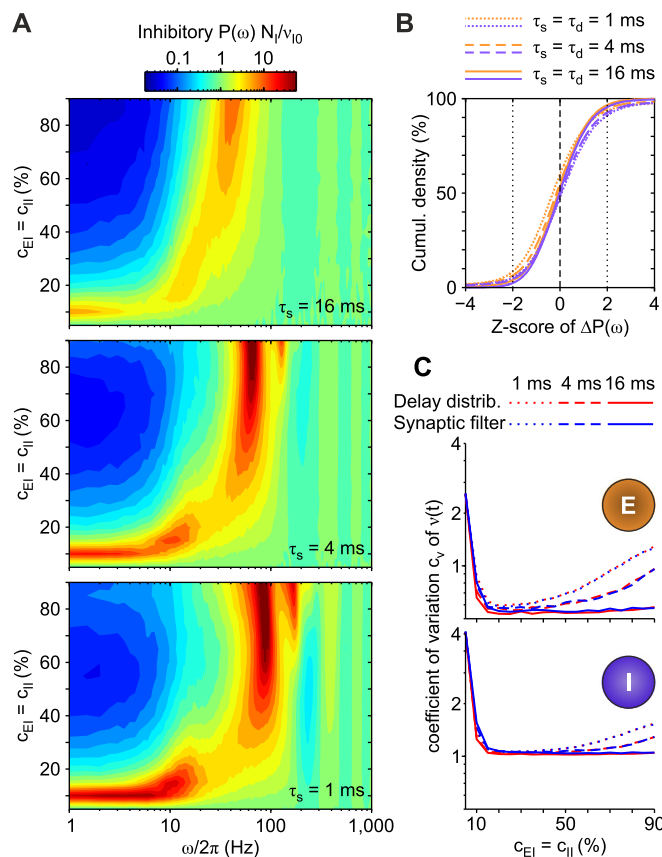 A
Inhibitory P(ω) N_I/ν_I0
0.1 1 10
80
60
40
20
c_EI = c_II (%)
τ_s = 16 ms
80
60
40
20
c_EI = c_II (%)
τ_s = 4 ms
80
60
40
20
c_EI = c_II (%)
τ_s = 1 ms
1 10 100 1,000
ω/2π (Hz)
B
τ_s = τ_d = 1 ms
τ_s = τ_d = 4 ms
τ_s = τ_d = 16 ms
100
50
0
Cumul. density (%)
-4 -2 0 2 4
Z-score of ΔP(ω)
C
1 ms 4 ms 16 ms
Delay distrib.
Synaptic filter
4
2
1
E
coefficient of variation c_v of ν(t)
4
2
1
I
10 50 90
c_EI = c_II (%)